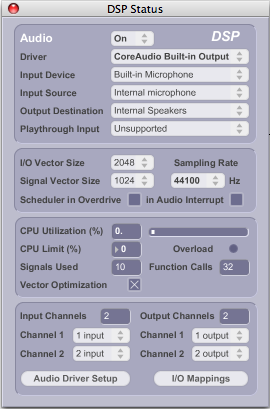 DSP Status
Audio On DSP
Driver CoreAudio Built-in Output
Input Device Built-in Microphone
Input Source Internal microphone
Output Destination Internal Speakers
Playthrough Input Unsupported
I/O Vector Size 2048 Sampling Rate
Signal Vector Size 1024 44100 Hz
Scheduler in Overdrive in Audio Interrupt
CPU Utilization (%) 0.
CPU Limit (%) 0 Overload
Signals Used 10 Function Calls 32
Vector Optimization
Input Channels 2 Output Channels 2
Channel 1 1 input Channel 1 1 output
Channel 2 2 input Channel 2 2 output
Audio Driver Setup I/O Mappings